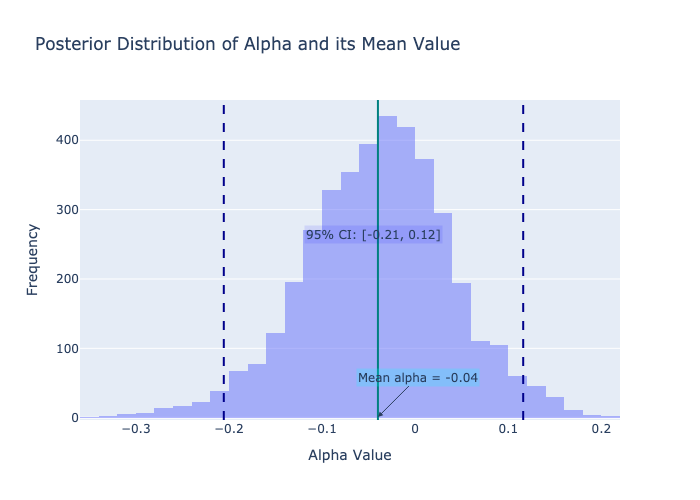 Posterior Distribution of Alpha and its Mean Value
Frequency
400
300
200
100
0
95% CI: [-0.21, 0.12]
Mean alpha = -0.04
−0.3
−0.2
−0.1
0
0.1
0.2
Alpha Value